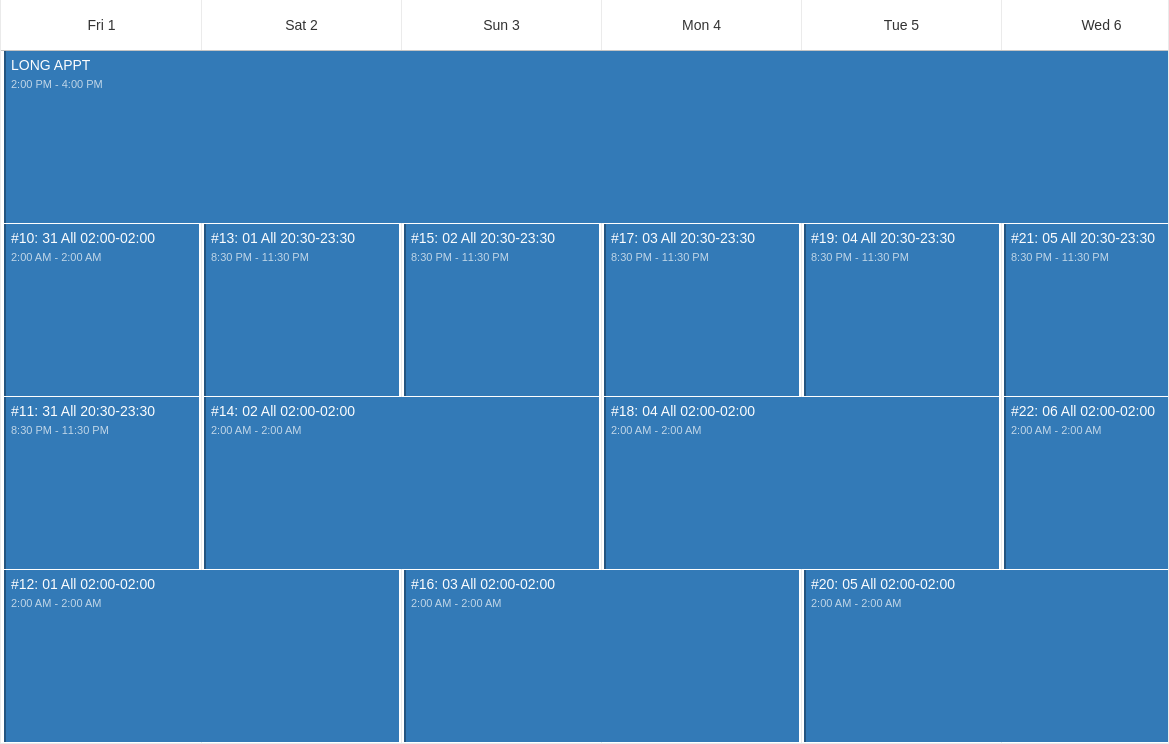 Fri 1
Sat 2
Sun 3
Mon 4
Tue 5
Wed 6
LONG APPT
2:00 PM - 4:00 PM
#10: 31 All 02:00-02:00
2:00 AM - 2:00 AM
#13: 01 All 20:30-23:30
8:30 PM - 11:30 PM
#15: 02 All 20:30-23:30
8:30 PM - 11:30 PM
#17: 03 All 20:30-23:30
8:30 PM - 11:30 PM
#19: 04 All 20:30-23:30
8:30 PM - 11:30 PM
#21: 05 All 20:30-23:30
8:30 PM - 11:30 PM
#11: 31 All 20:30-23:30
8:30 PM - 11:30 PM
#14: 02 All 02:00-02:00
2:00 AM - 2:00 AM
#18: 04 All 02:00-02:00
2:00 AM - 2:00 AM
#22: 06 All 02:00-02:00
2:00 AM - 2:00 AM
#12: 01 All 02:00-02:00
2:00 AM - 2:00 AM
#16: 03 All 02:00-02:00
2:00 AM - 2:00 AM
#20: 05 All 02:00-02:00
2:00 AM - 2:00 AM